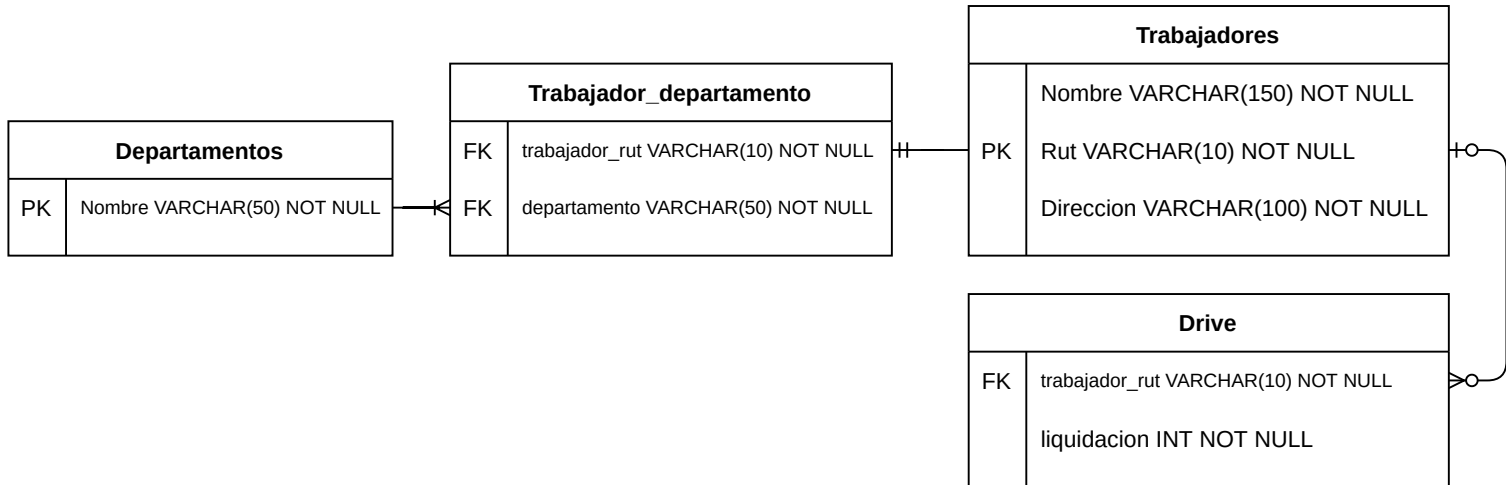 Departamentos
PK Nombre VARCHAR(50) NOT NULL
Trabajador_departamento
FK trabajador_rut VARCHAR(10) NOT NULL
FK departamento VARCHAR(50) NOT NULL
Trabajadores
Nombre VARCHAR(150) NOT NULL
PK Rut VARCHAR(10) NOT NULL
Direccion VARCHAR(100) NOT NULL
Drive
FK trabajador_rut VARCHAR(10) NOT NULL
liquidacion INT NOT NULL